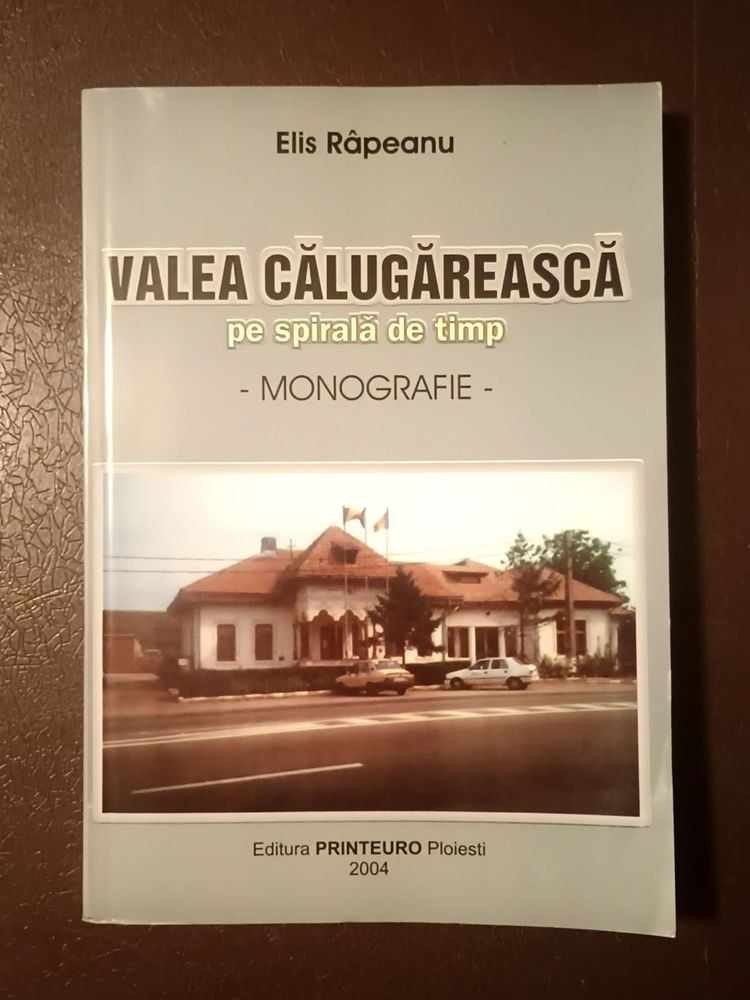 Elis Râpeanu
VALEA CĂLUGĂREASCĂ
pe spirală de timp
- MONOGRAFIE -
Editura PRINTEURO Ploiesti
2004